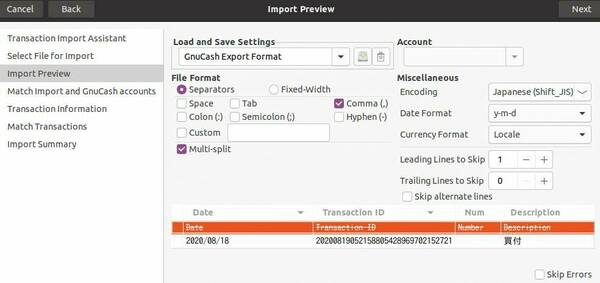 Cancel
Back
Import Preview
Next
Transaction Import Assistant
Select File for Import
Import Preview
Match Import and GnuCash accounts
Transaction Information
Match Transactions
Import Summary
Load and Save Settings
GnuCash Export Format
Account
File Format
Separators Fixed-Width
Space Tab Comma (,)
Colon (:) Semicolon (;) Hyphen (-)
Custom
Multi-split
Miscellaneous
Encoding Japanese (Shift_JIS)
Date Format y-m-d
Currency Format Locale
Leading Lines to Skip 1 - +
Trailing Lines to Skip 0 - +
Skip alternate lines
Date Transaction ID Num Description
Date Transaction ID Number Description
2020/08/18 20200819052158805428969702152721 買付
Skip Errors